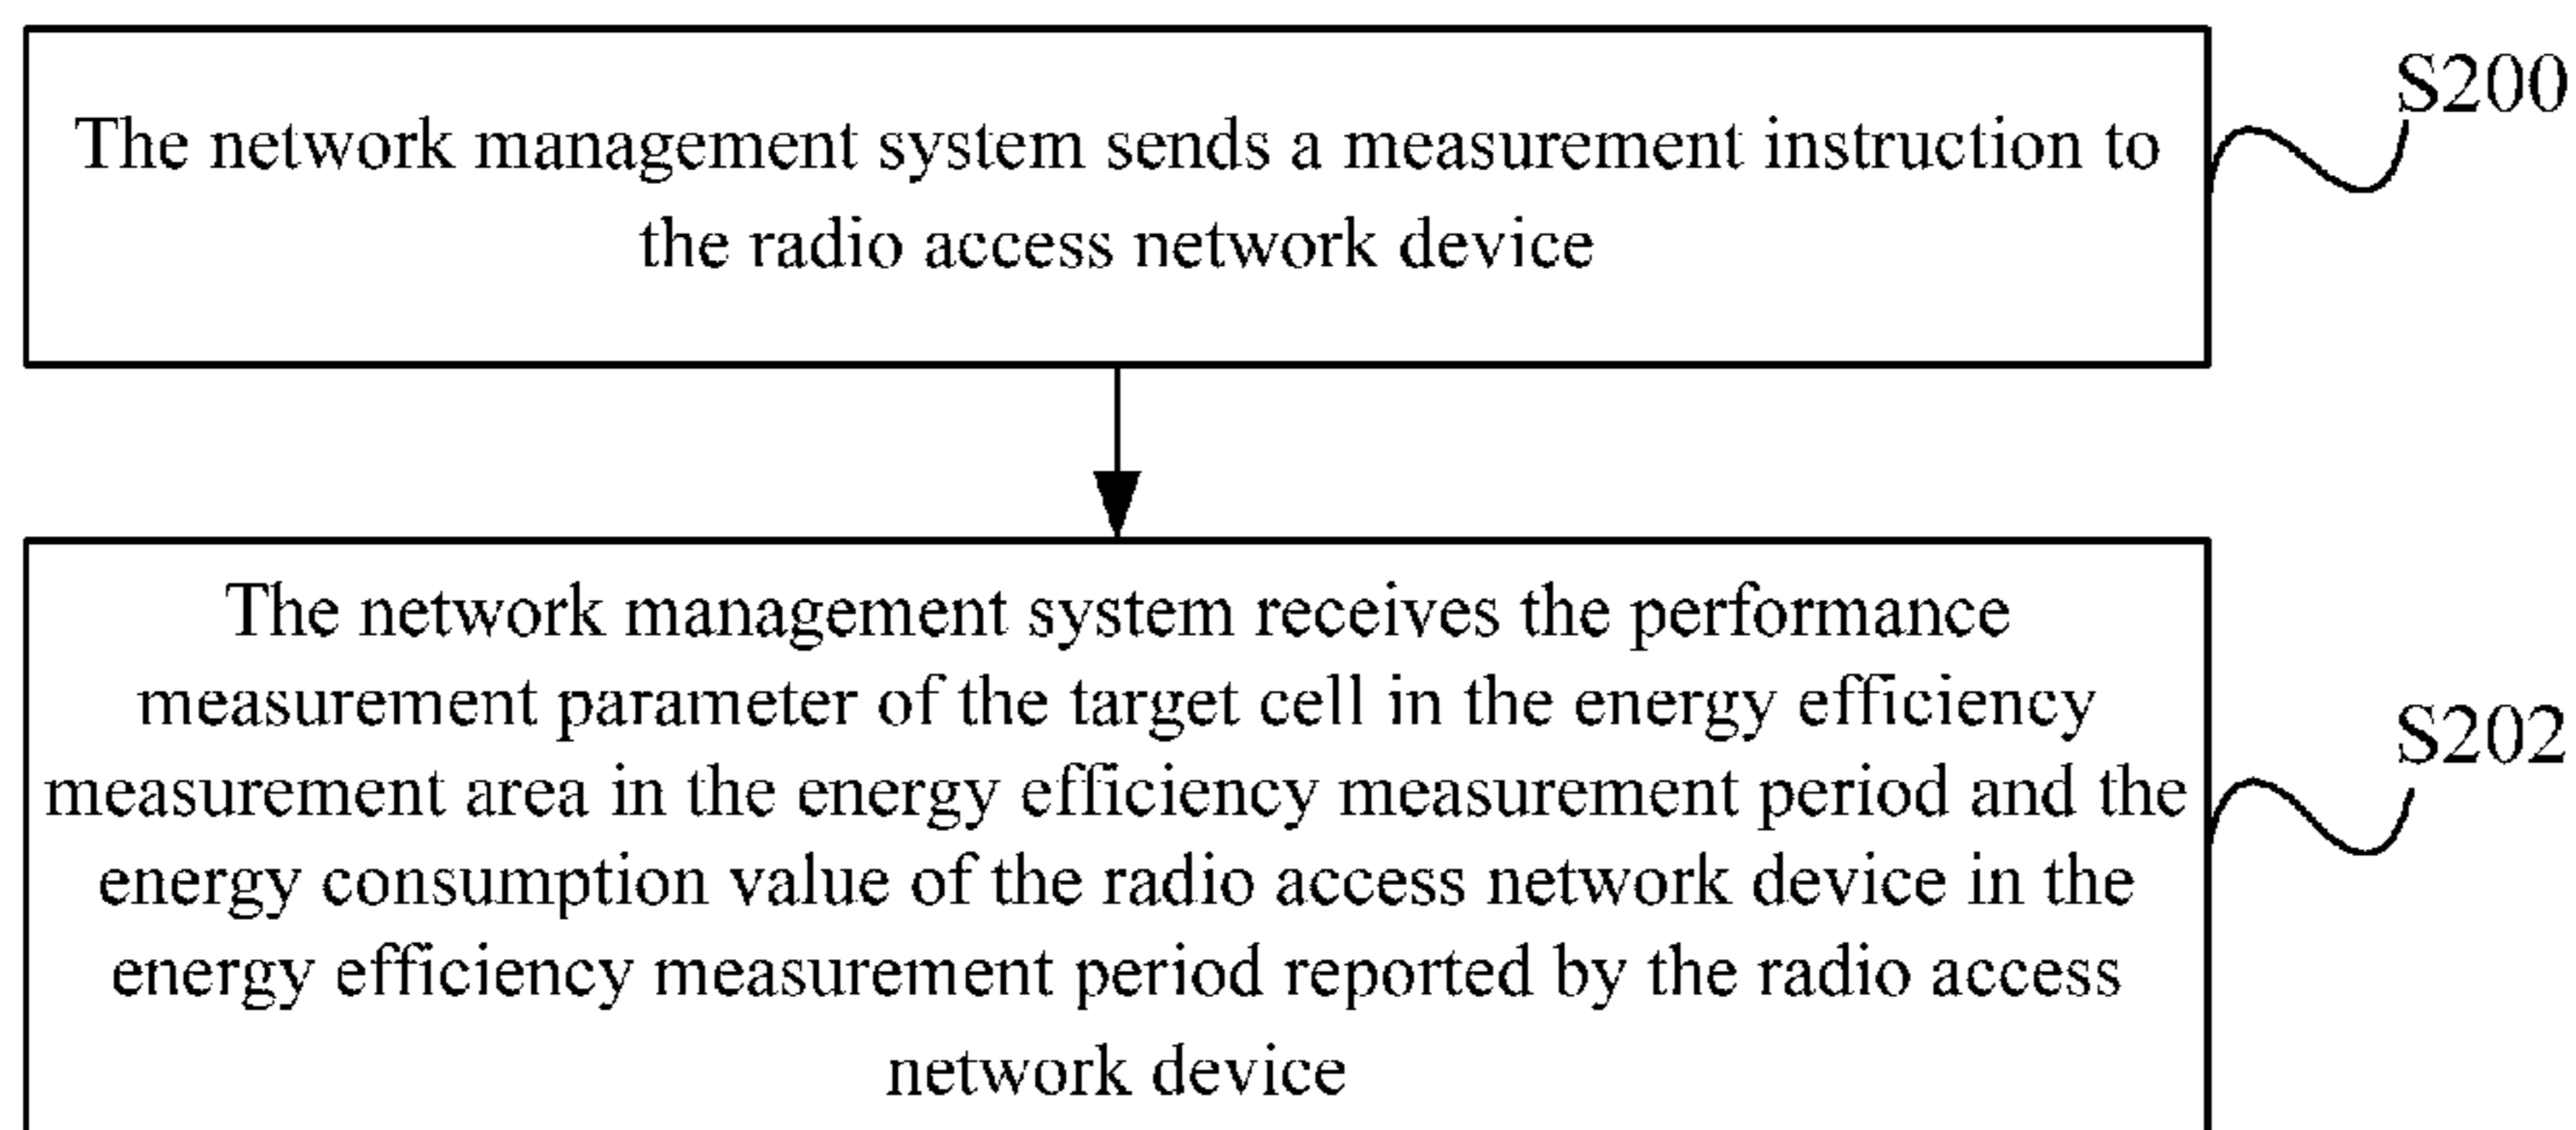 The network management system sends a measurement instruction to
the radio access network device
S200
The network management system receives the performance
measurement parameter of the target cell in the energy efficiency
measurement area in the energy efficiency measurement period and the
energy consumption value of the radio access network device in the
energy efficiency measurement period reported by the radio access
network device
S202